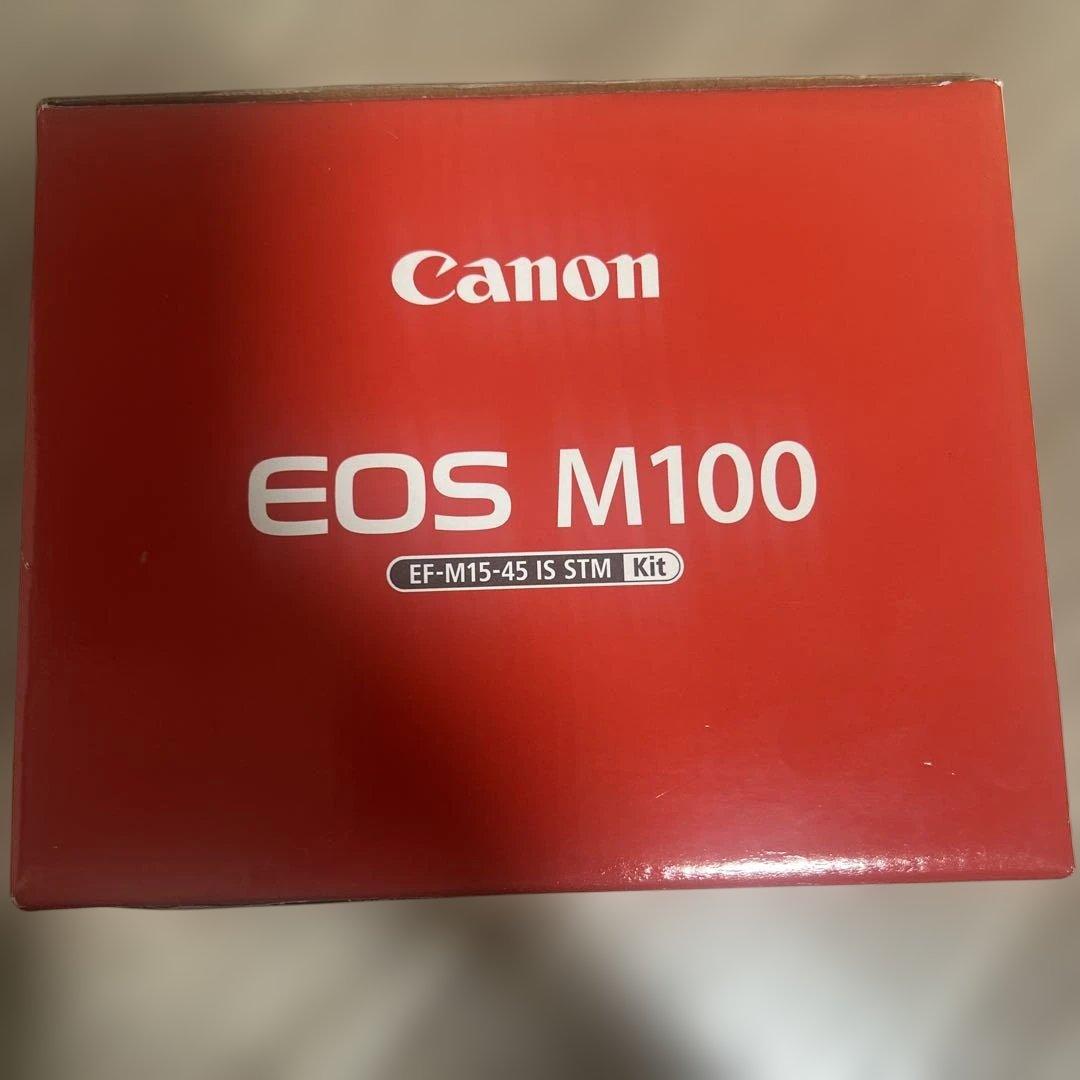 Canon
EOS M100
EF-M15-45 IS STM Kit